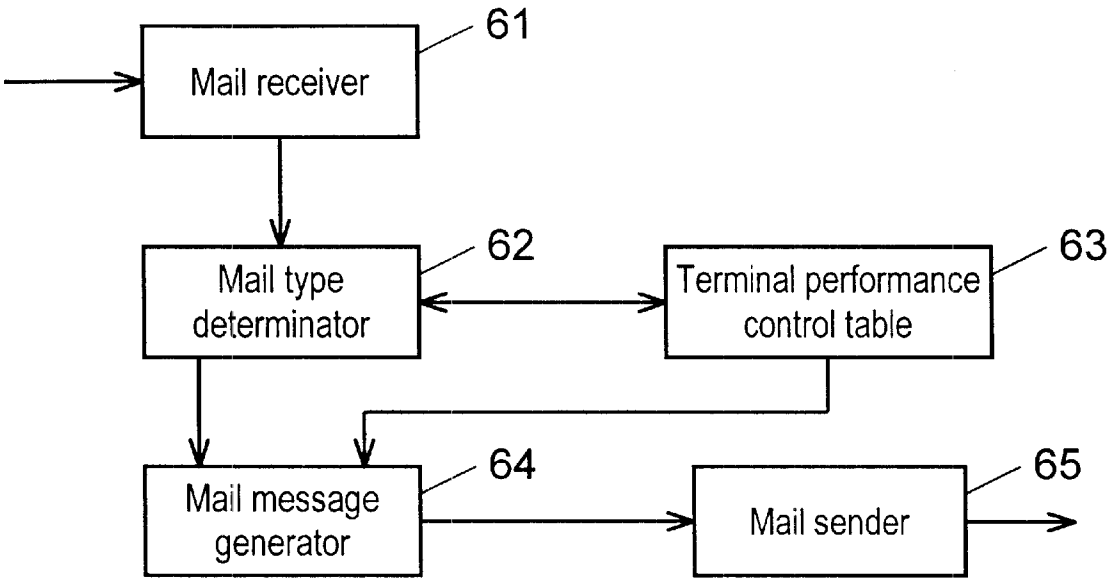 61
Mail receiver
62
Mail type
determinator
63
Terminal performance
control table
64
Mail message
generator
65
Mail sender